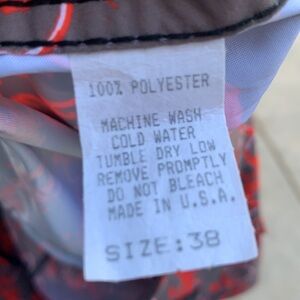 100% POLYESTER
MACHINE WASH
COLD WATER
TUMBLE DRY LOW
REMOVE PROMPTLY
DO NOT BLEACH
MADE IN U.S.A.
SIZE:38